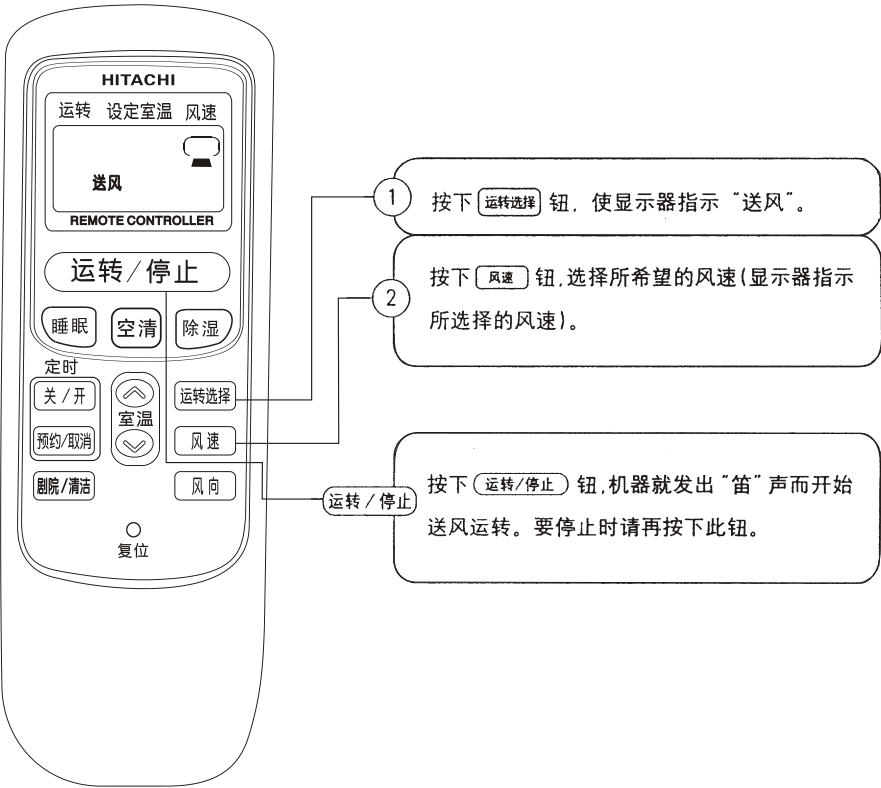 HITACHI
运转 设定室温 风速
送风
REMOTE CONTROLLER
运转/停止
睡眠 空清 除湿
定时
关/开 室温 运转选择
预约/取消 风速
剧院/清洁 风向
复位
1 按下 运转选择 钮, 使显示器指示 “送风”。
2 按下 风速 钮,选择所希望的风速(显示器指示
所选择的风速)。
运转/停止
按下 运转/停止 钮,机器就发出“笛”声而开始
送风运转。要停止时请再按下此钮。